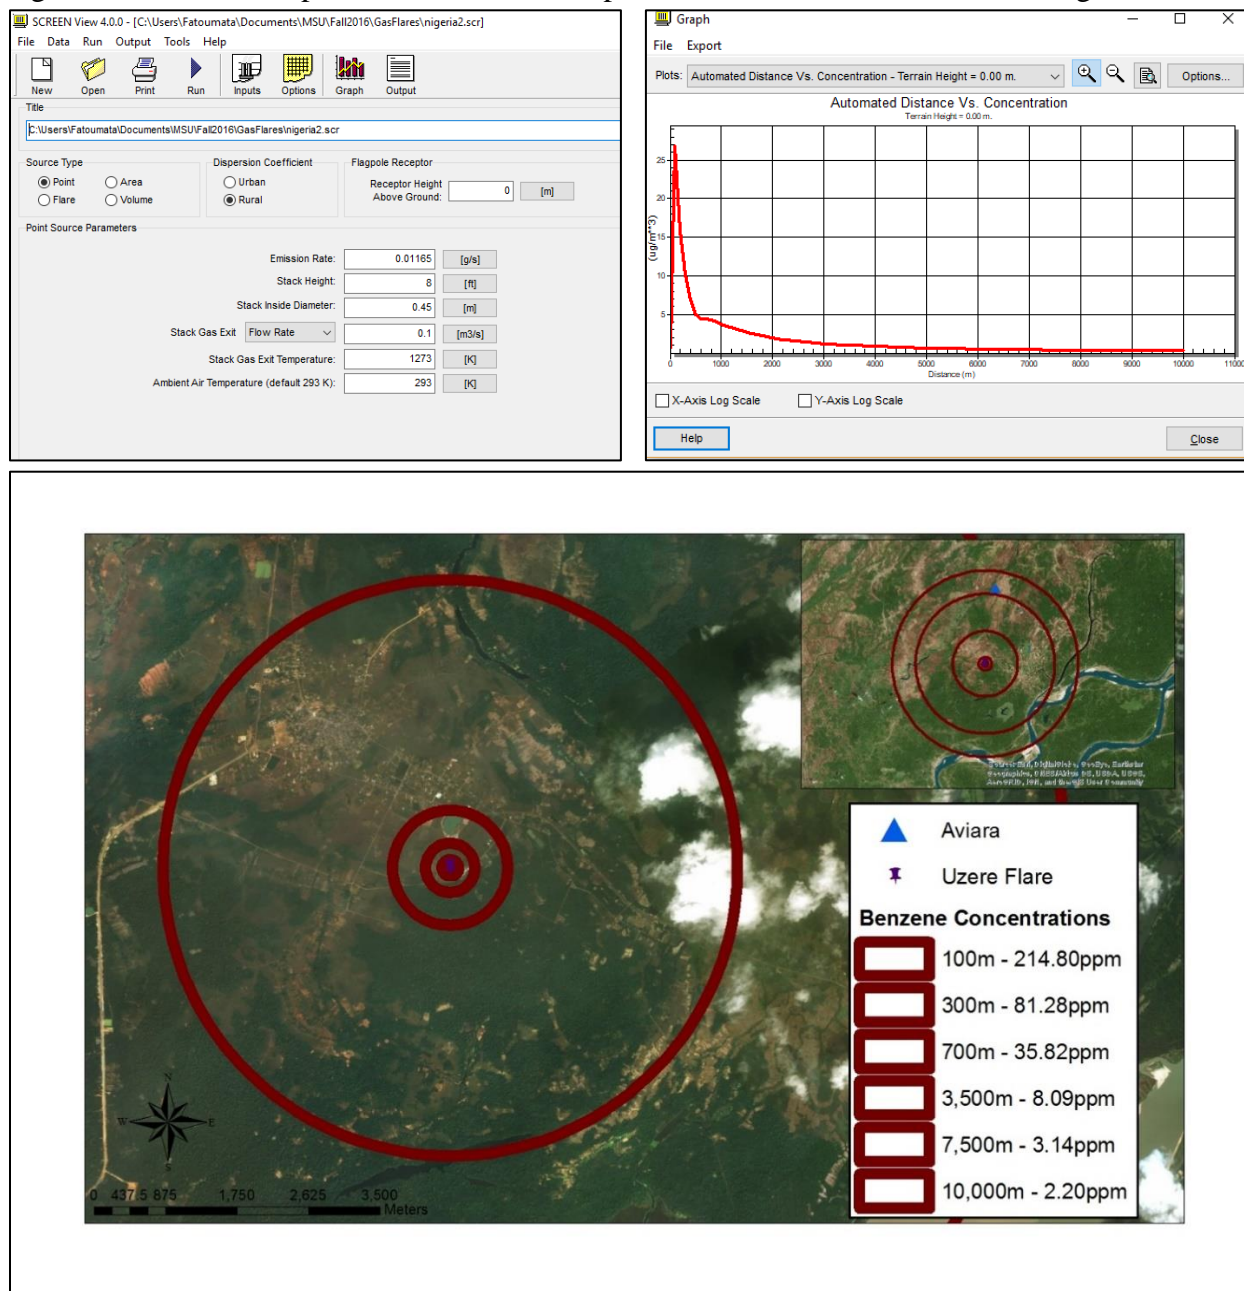 SCREEN View 4.0.0 - [C:\Users\Fatoumata\Documents\MSU\Fall2016\GasFlares\nigeria2.scr]
File Data Run Output Tools Help
New Open Print Run Inputs Options Graph Output
Title
C:\Users\Fatoumata\Documents\MSU\Fall2016\GasFlares\nigeria2.scr
Source Type
Point Area
Flare Volume
Dispersion Coefficient
Urban
Rural
Flagpole Receptor
Receptor Height
Above Ground: 0 [m]
Point Source Parameters
Emission Rate: 0.01165 [g/s]
Stack Height: 8 [ft]
Stack Inside Diameter: 0.45 [m]
Stack Gas Exit Flow Rate 0.1 [m3/s]
Stack Gas Exit Temperature: 1273 [K]
Ambient Air Temperature (default 293 K): 293 [K]
Graph
File Export
Plots: Automated Distance Vs. Concentration - Terrain Height = 0.00 m. Options...
Automated Distance Vs. Concentration
Terrain Height = 0.00 m.
(ug/m**3)
25
20
15
10
5
0 1000 2000 3000 4000 5000 6000 7000 8000 9000 10000 11000
Distance (m)
X-Axis Log Scale Y-Axis Log Scale
Help Close
N
W E
S
0 437.5 875 1,750 2,625 3,500
Meters
Aviara
Uzere Flare
Benzene Concentrations
100m - 214.80ppm
300m - 81.28ppm
700m - 35.82ppm
3,500m - 8.09ppm
7,500m - 3.14ppm
10,000m - 2.20ppm